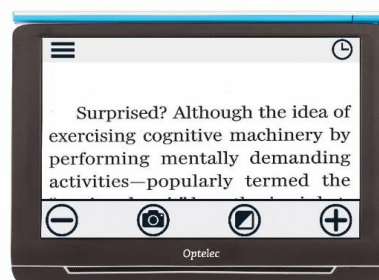 Surprised? Although the idea of
exercising cognitive machinery by
performing mentally demanding
activities—popularly termed the
Optelec